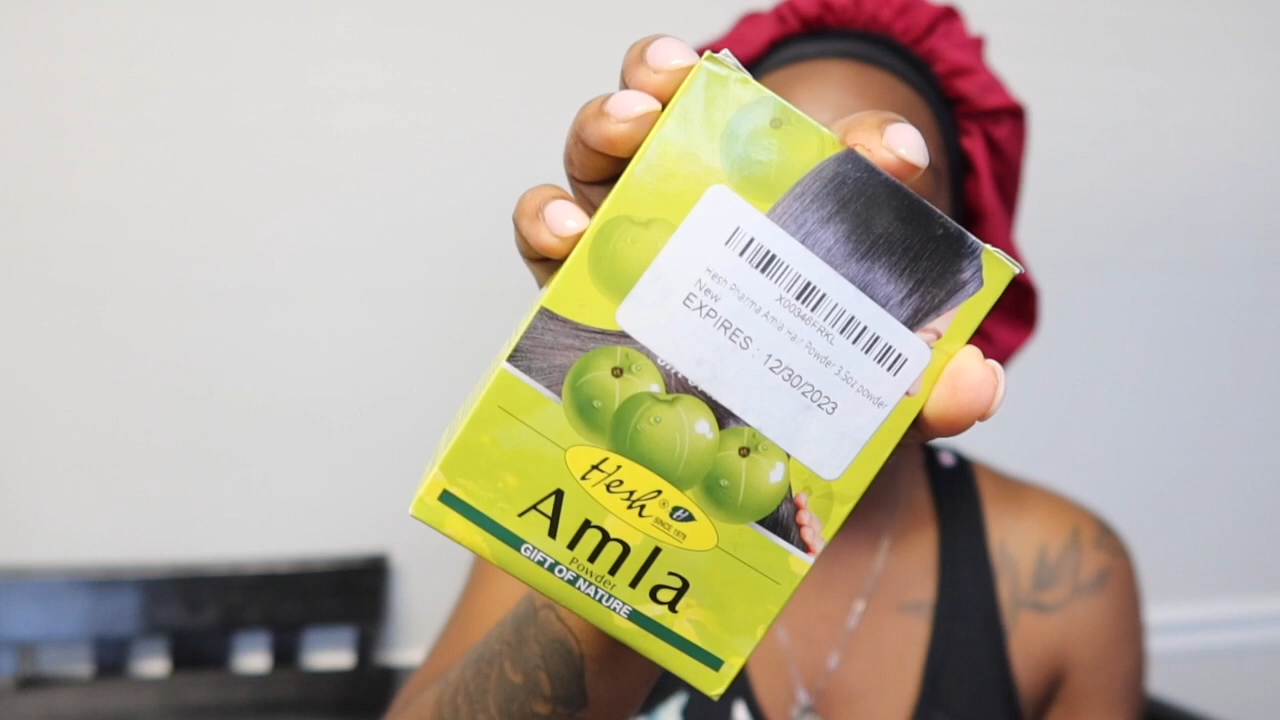 X00346FRKL
Hesh Pharma Amla Hair Powder 3.5oz powder
New
EXPIRES : 12/30/2023
Hesh
SINCE 1978
Amla
Powder
GIFT OF NATURE